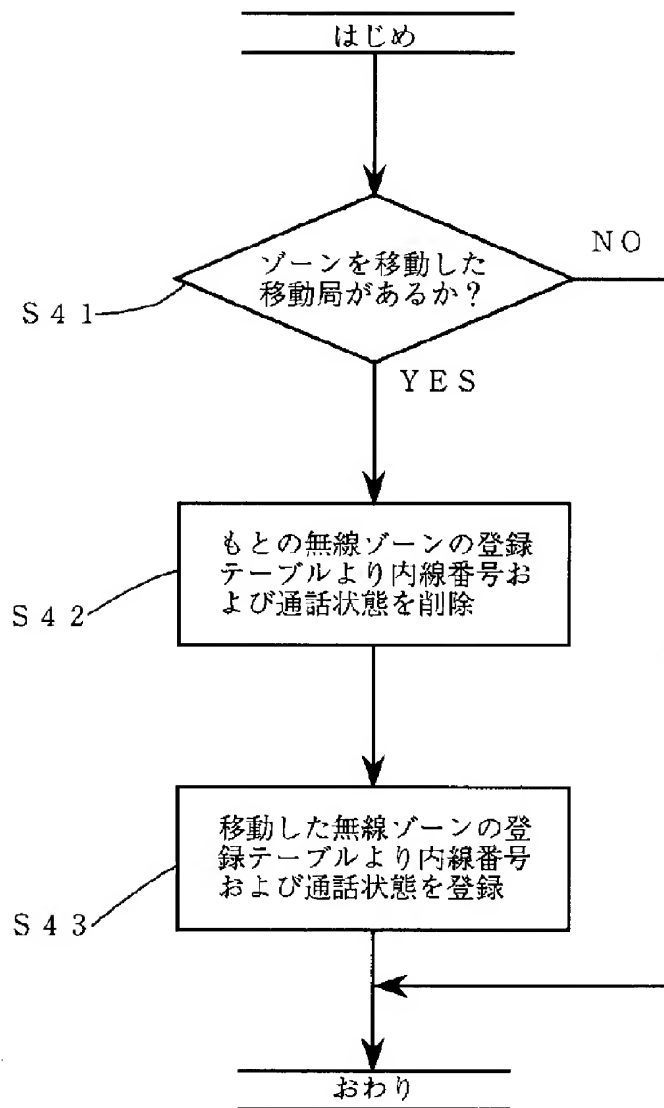 はじめ
ゾーンを移動した
移動局があるか？
NO
S41
YES
もとの無線ゾーンの登録
テーブルより内線番号お
よび通話状態を削除
S42
移動した無線ゾーンの登
録テーブルより内線番号
および通話状態を登録
S43
おわり